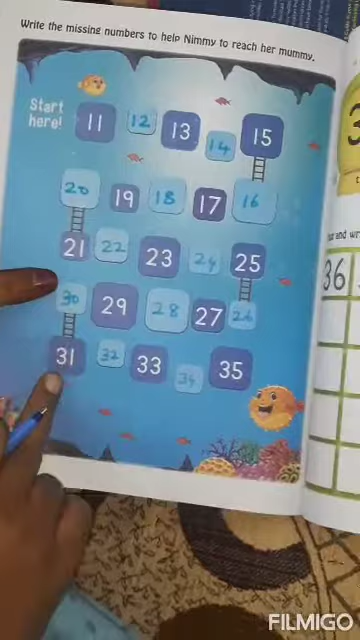 Write the missing numbers to help Nimmy to reach her mummy.
Start
here!
11 12 13 14 15
20 19 18 17 16
21 22 23 24 25
30 29 28 27 26
31 32 33 34 35
and wr
36
FILMIGO